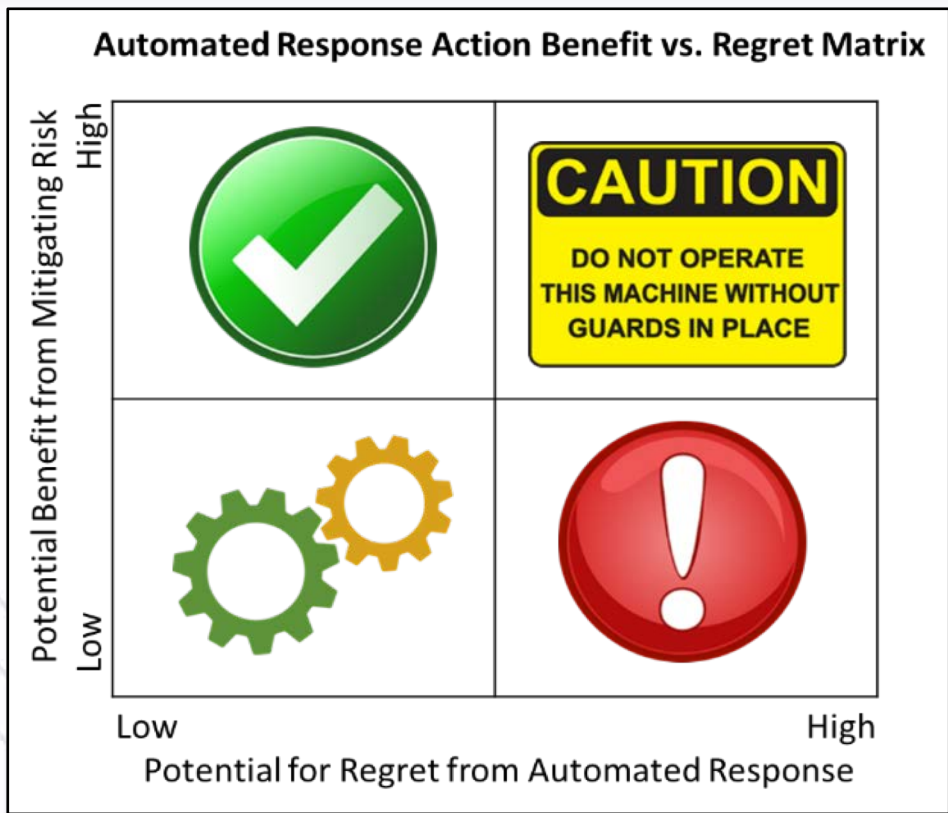 Automated Response Action Benefit vs. Regret Matrix
Potential Benefit from Mitigating Risk
High
Low
CAUTION
DO NOT OPERATE
THIS MACHINE WITHOUT
GUARDS IN PLACE
Low
High
Potential for Regret from Automated Response